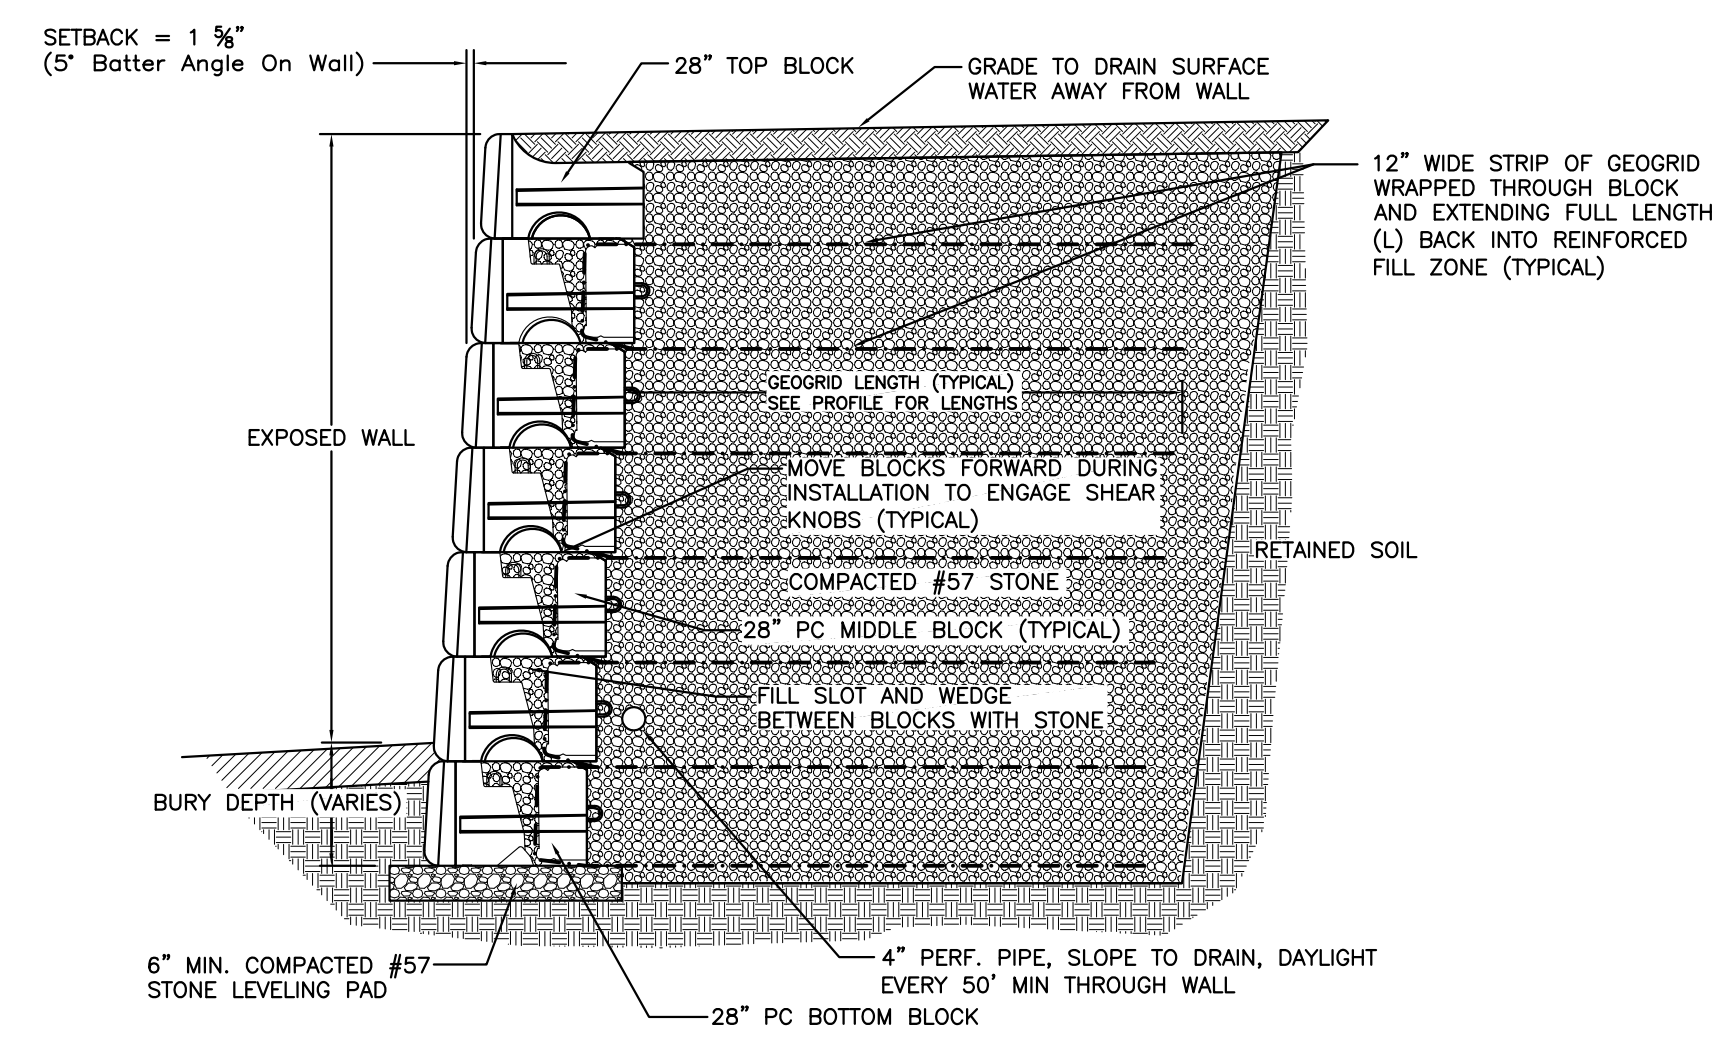 SETBACK = 1 ⅝"
(5° Batter Angle On Wall)
28" TOP BLOCK
GRADE TO DRAIN SURFACE
WATER AWAY FROM WALL
12" WIDE STRIP OF GEOGRID
WRAPPED THROUGH BLOCK
AND EXTENDING FULL LENGTH
(L) BACK INTO REINFORCED
FILL ZONE (TYPICAL)
GEOGRID LENGTH (TYPICAL)
SEE PROFILE FOR LENGTHS
EXPOSED WALL
MOVE BLOCKS FORWARD DURING
INSTALLATION TO ENGAGE SHEAR
KNOBS (TYPICAL)
RETAINED SOIL
COMPACTED #57 STONE
28" PC MIDDLE BLOCK (TYPICAL)
FILL SLOT AND WEDGE
BETWEEN BLOCKS WITH STONE
BURY DEPTH (VARIES)
6" MIN. COMPACTED #57
STONE LEVELING PAD
4" PERF. PIPE, SLOPE TO DRAIN, DAYLIGHT
EVERY 50' MIN THROUGH WALL
28" PC BOTTOM BLOCK